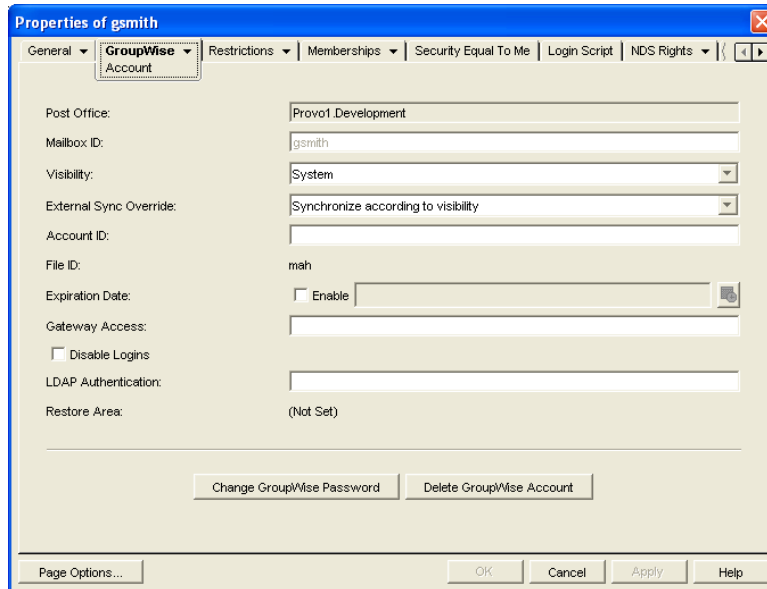 Properties of gsmith
General GroupWise Restrictions Memberships Security Equal To Me Login Script NDS Rights
Account
Post Office: Provo1.Development
Mailbox ID: gsmith
Visibility: System
External Sync Override: Synchronize according to visibility
Account ID:
File ID: mah
Expiration Date: Enable
Gateway Access:
Disable Logins
LDAP Authentication:
Restore Area: (Not Set)
Change GroupWise Password Delete GroupWise Account
Page Options... OK Cancel Apply Help